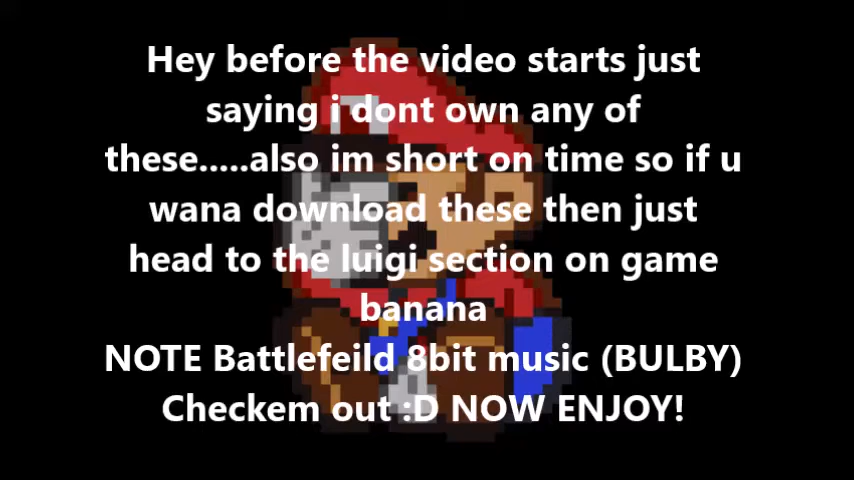 Hey before the video starts just
saying i dont own any of
these.....also im short on time so if u
wana download these then just
head to the luigi section on game
banana
NOTE Battlefeild 8bit music (BULBY)
Checkem out :D NOW ENJOY!